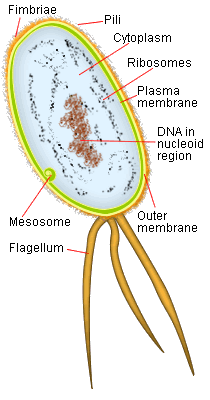 Fimbriae
Pili
Cytoplasm
Ribosomes
Plasma
membrane
DNA in
nucleoid
region
Mesosome
Outer
membrane
Flagellum